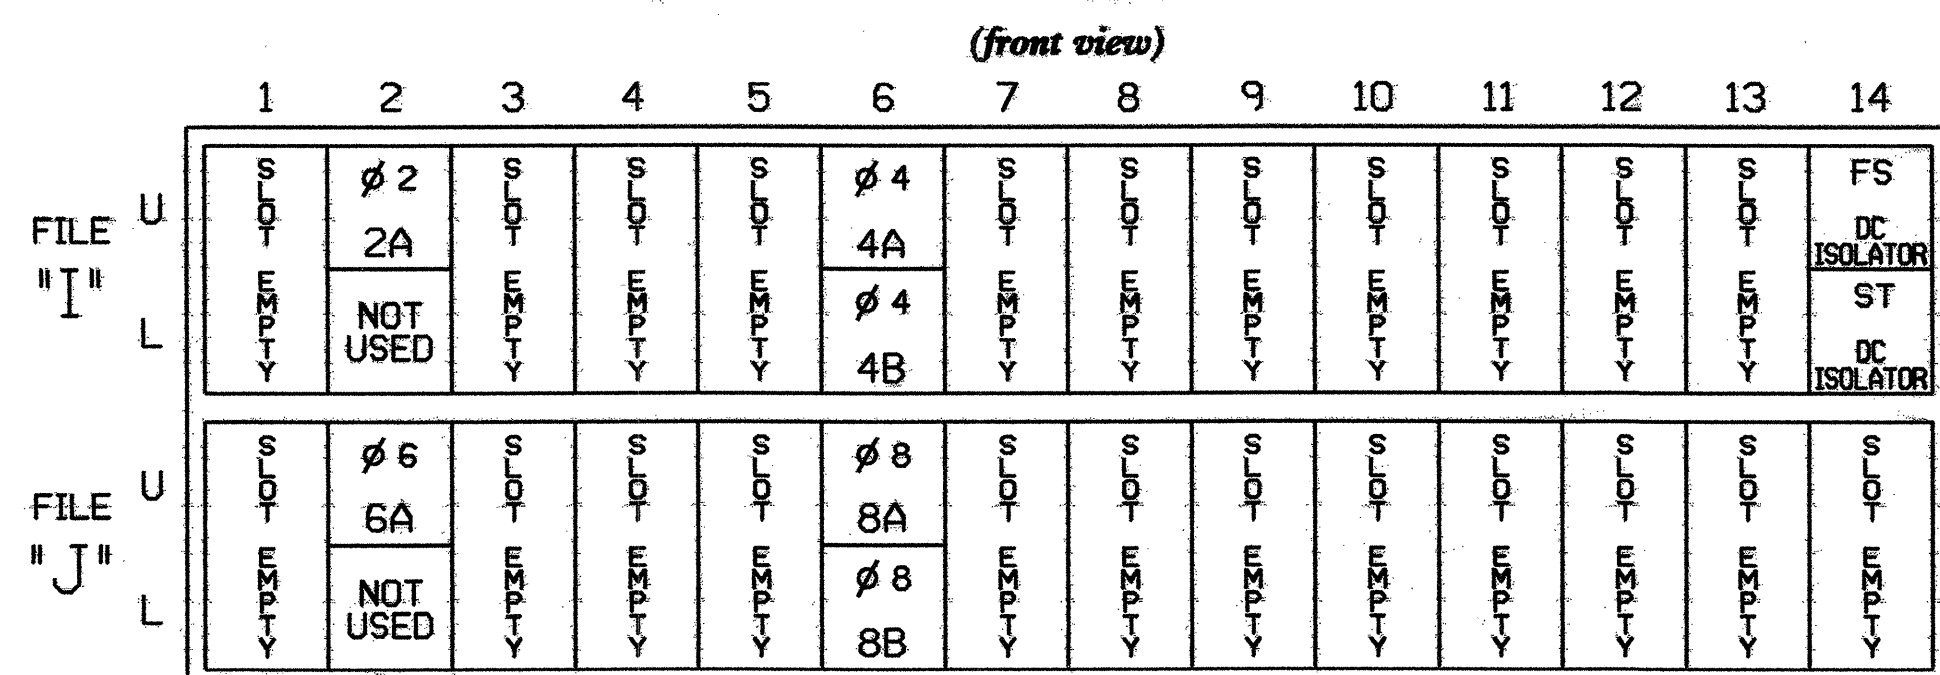 (front view)
1 2 3 4 5 6 7 8 9 10 11 12 13 14
FILE "I"
U
L
SLOT EMPTY
Ø 2
2A
NOT
USED
SLOT EMPTY
SLOT EMPTY
SLOT EMPTY
Ø 4
4A
Ø 4
4B
SLOT EMPTY
SLOT EMPTY
SLOT EMPTY
SLOT EMPTY
SLOT EMPTY
SLOT EMPTY
SLOT EMPTY
FS
DC
ISOLATOR
ST
DC
ISOLATOR
FILE "J"
U
L
SLOT EMPTY
Ø 6
6A
NOT
USED
SLOT EMPTY
SLOT EMPTY
SLOT EMPTY
Ø 8
8A
Ø 8
8B
SLOT EMPTY
SLOT EMPTY
SLOT EMPTY
SLOT EMPTY
SLOT EMPTY
SLOT EMPTY
SLOT EMPTY
SLOT EMPTY